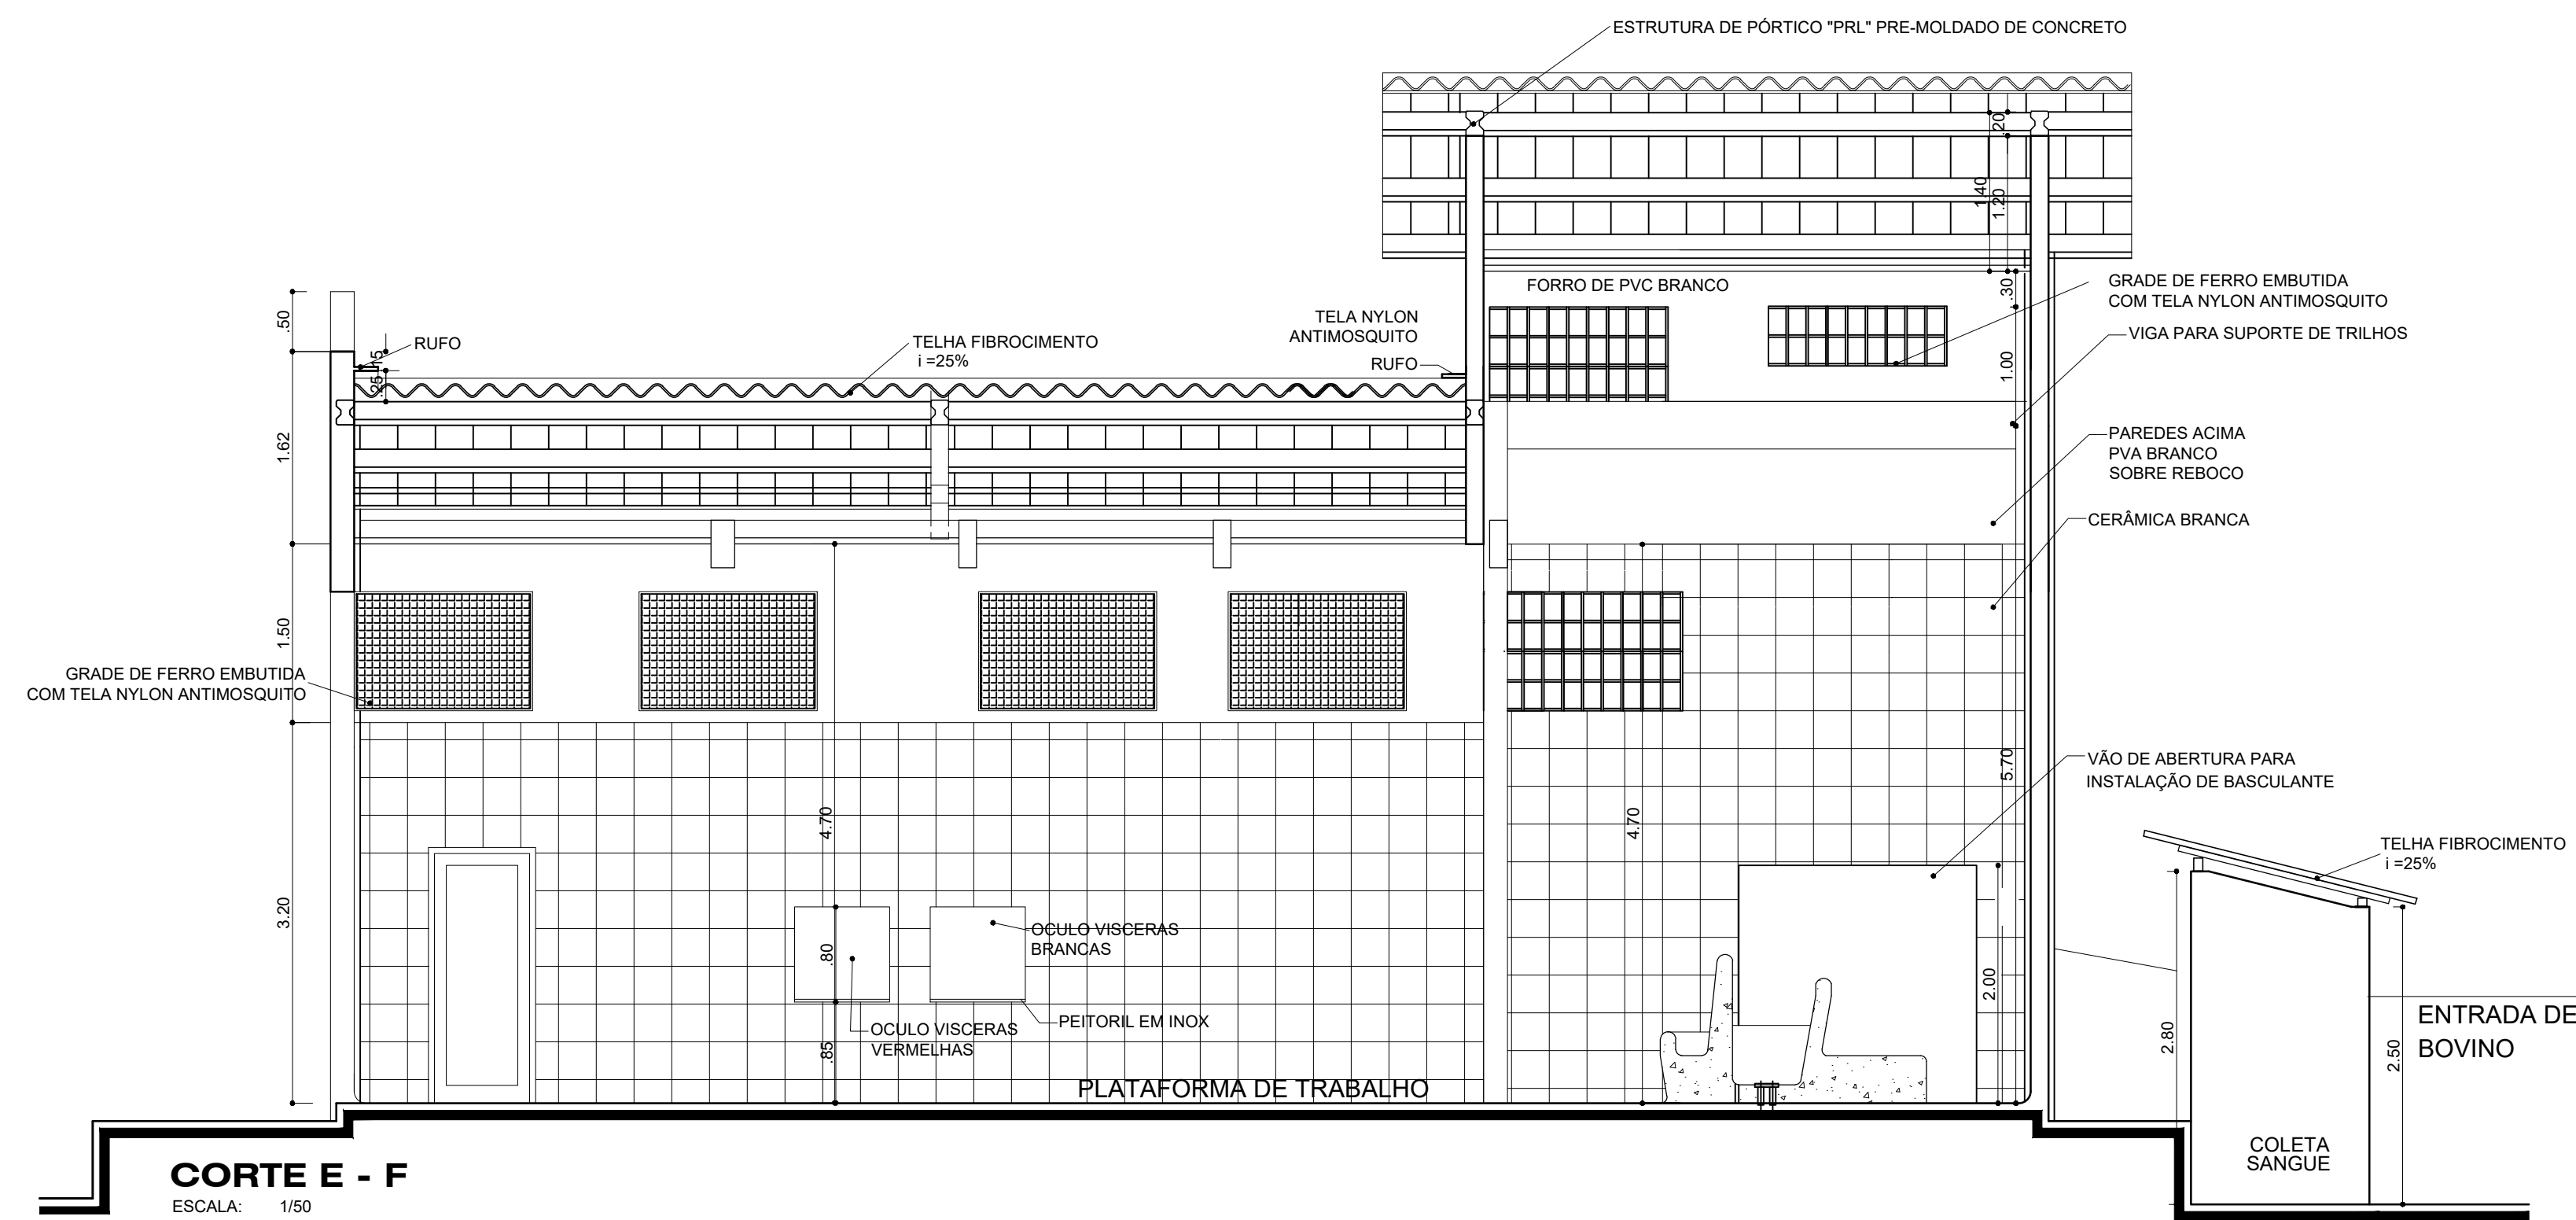 ESTRUTURA DE PÓRTICO "PRL" PRE-MOLDADO DE CONCRETO
.20
1.40
1.20
FORRO DE PVC BRANCO
.30
GRADE DE FERRO EMBUTIDA
COM TELA NYLON ANTIMOSQUITO
TELA NYLON
ANTIMOSQUITO
RUFO
VIGA PARA SUPORTE DE TRILHOS
1.00
.50
RUFO
.15
.25
TELHA FIBROCIMENTO
i =25%
1.62
PAREDES ACIMA
PVA BRANCO
SOBRE REBOCO
CERÂMICA BRANCA
1.50
GRADE DE FERRO EMBUTIDA
COM TELA NYLON ANTIMOSQUITO
VÃO DE ABERTURA PARA
INSTALAÇÃO DE BASCULANTE
5.70
4.70
4.70
TELHA FIBROCIMENTO
i =25%
3.20
.80
OCULO VISCERAS
BRANCAS
2.00
PEITORIL EM INOX
OCULO VISCERAS
VERMELHAS
.85
2.80
2.50
ENTRADA DE
BOVINO
PLATAFORMA DE TRABALHO
COLETA
SANGUE
CORTE E - F
ESCALA: 1/50